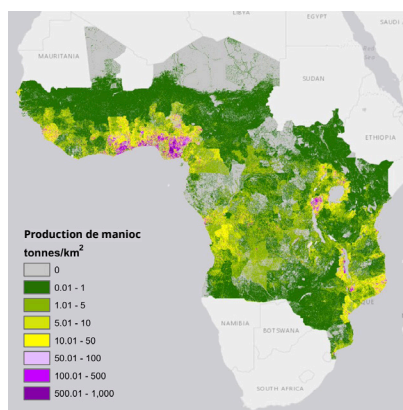 LIBYA
EGYPT
SAUDI A
MAURITANIA
SUDAN
ETHIOPIA
Production de manioc
tonnes/km²
0
0.01 - 1
1.01 - 5
5.01 - 10
10.01 - 50
50.01 - 100
100.01 - 500
500.01 - 1,000
QUE
NAMIBIA
BOTSWANA
SOUTH AFRICA